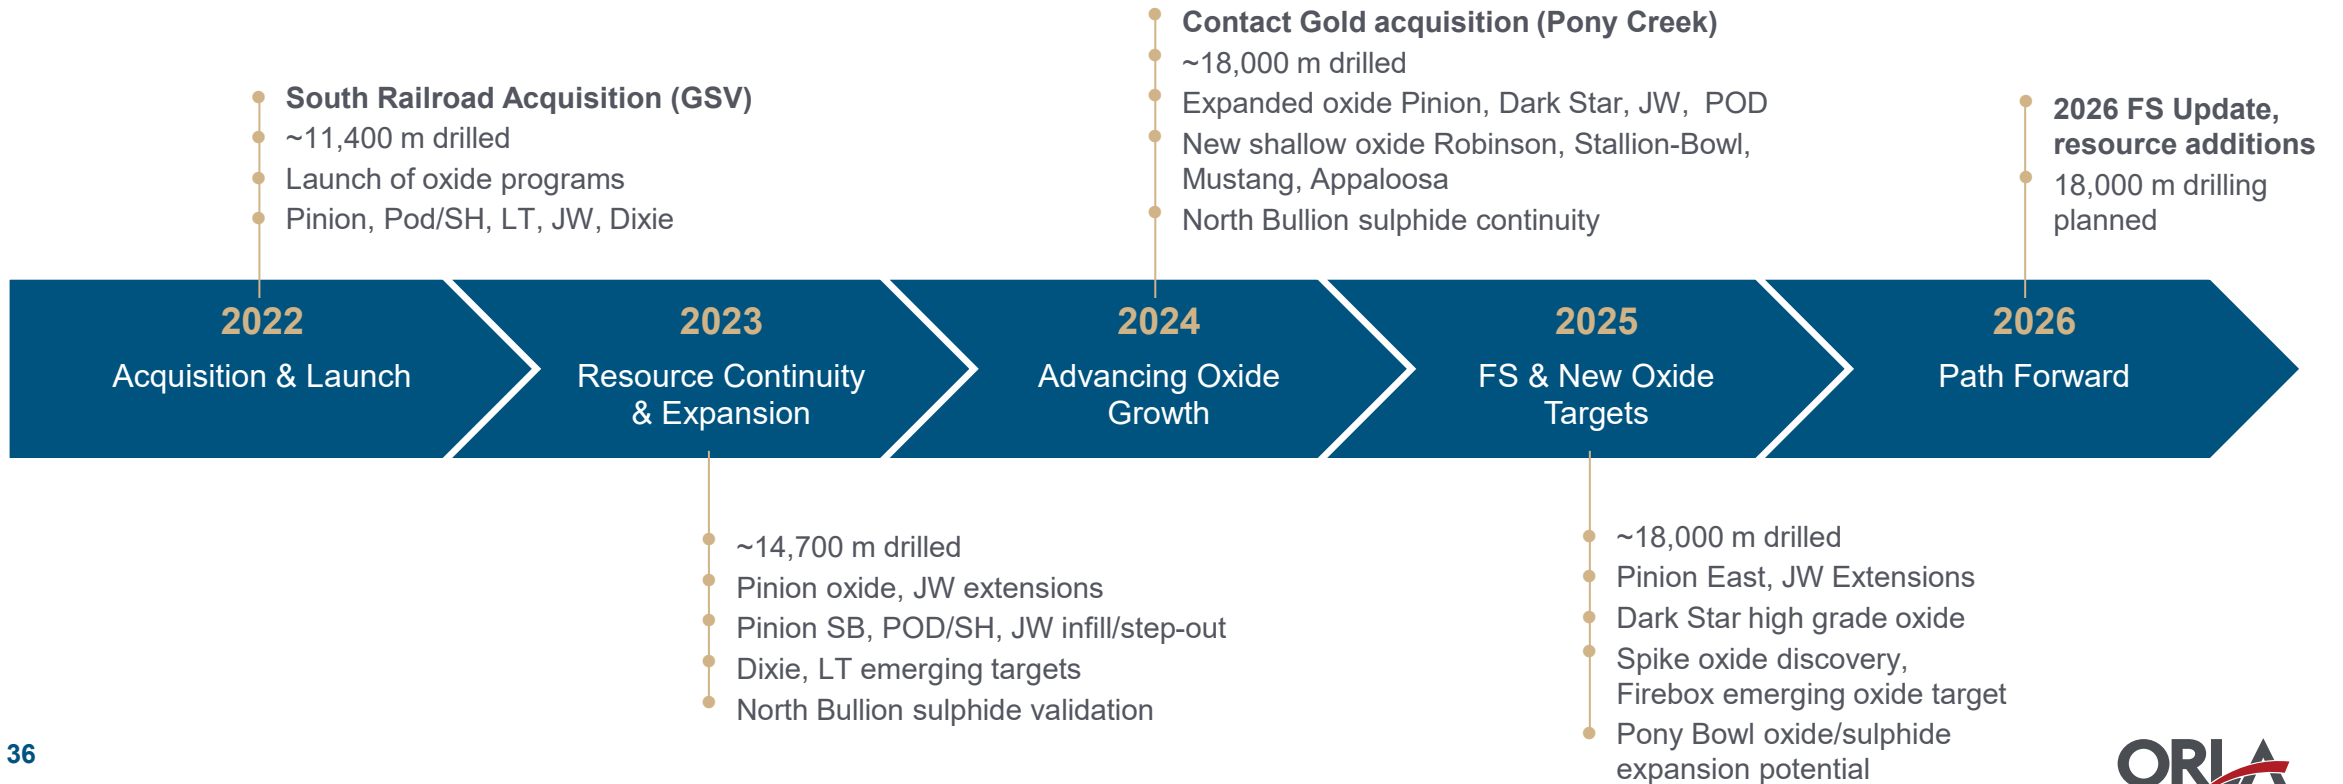 South Railroad Acquisition (GSV)
~11,400 m drilled
Launch of oxide programs
Pinion, Pod/SH, LT, JW, Dixie
Contact Gold acquisition (Pony Creek)
~18,000 m drilled
Expanded oxide Pinion, Dark Star, JW, POD
New shallow oxide Robinson, Stallion-Bowl,
Mustang, Appaloosa
North Bullion sulphide continuity
2026 FS Update,
resource additions
18,000 m drilling
planned
2022
Acquisition & Launch
2023
Resource Continuity
& Expansion
2024
Advancing Oxide
Growth
2025
FS & New Oxide
Targets
2026
Path Forward
~14,700 m drilled
Pinion oxide, JW extensions
Pinion SB, POD/SH, JW infill/step-out
Dixie, LT emerging targets
North Bullion sulphide validation
~18,000 m drilled
Pinion East, JW Extensions
Dark Star high grade oxide
Spike oxide discovery,
Firebox emerging oxide target
Pony Bowl oxide/sulphide
expansion potential
36
ORLA